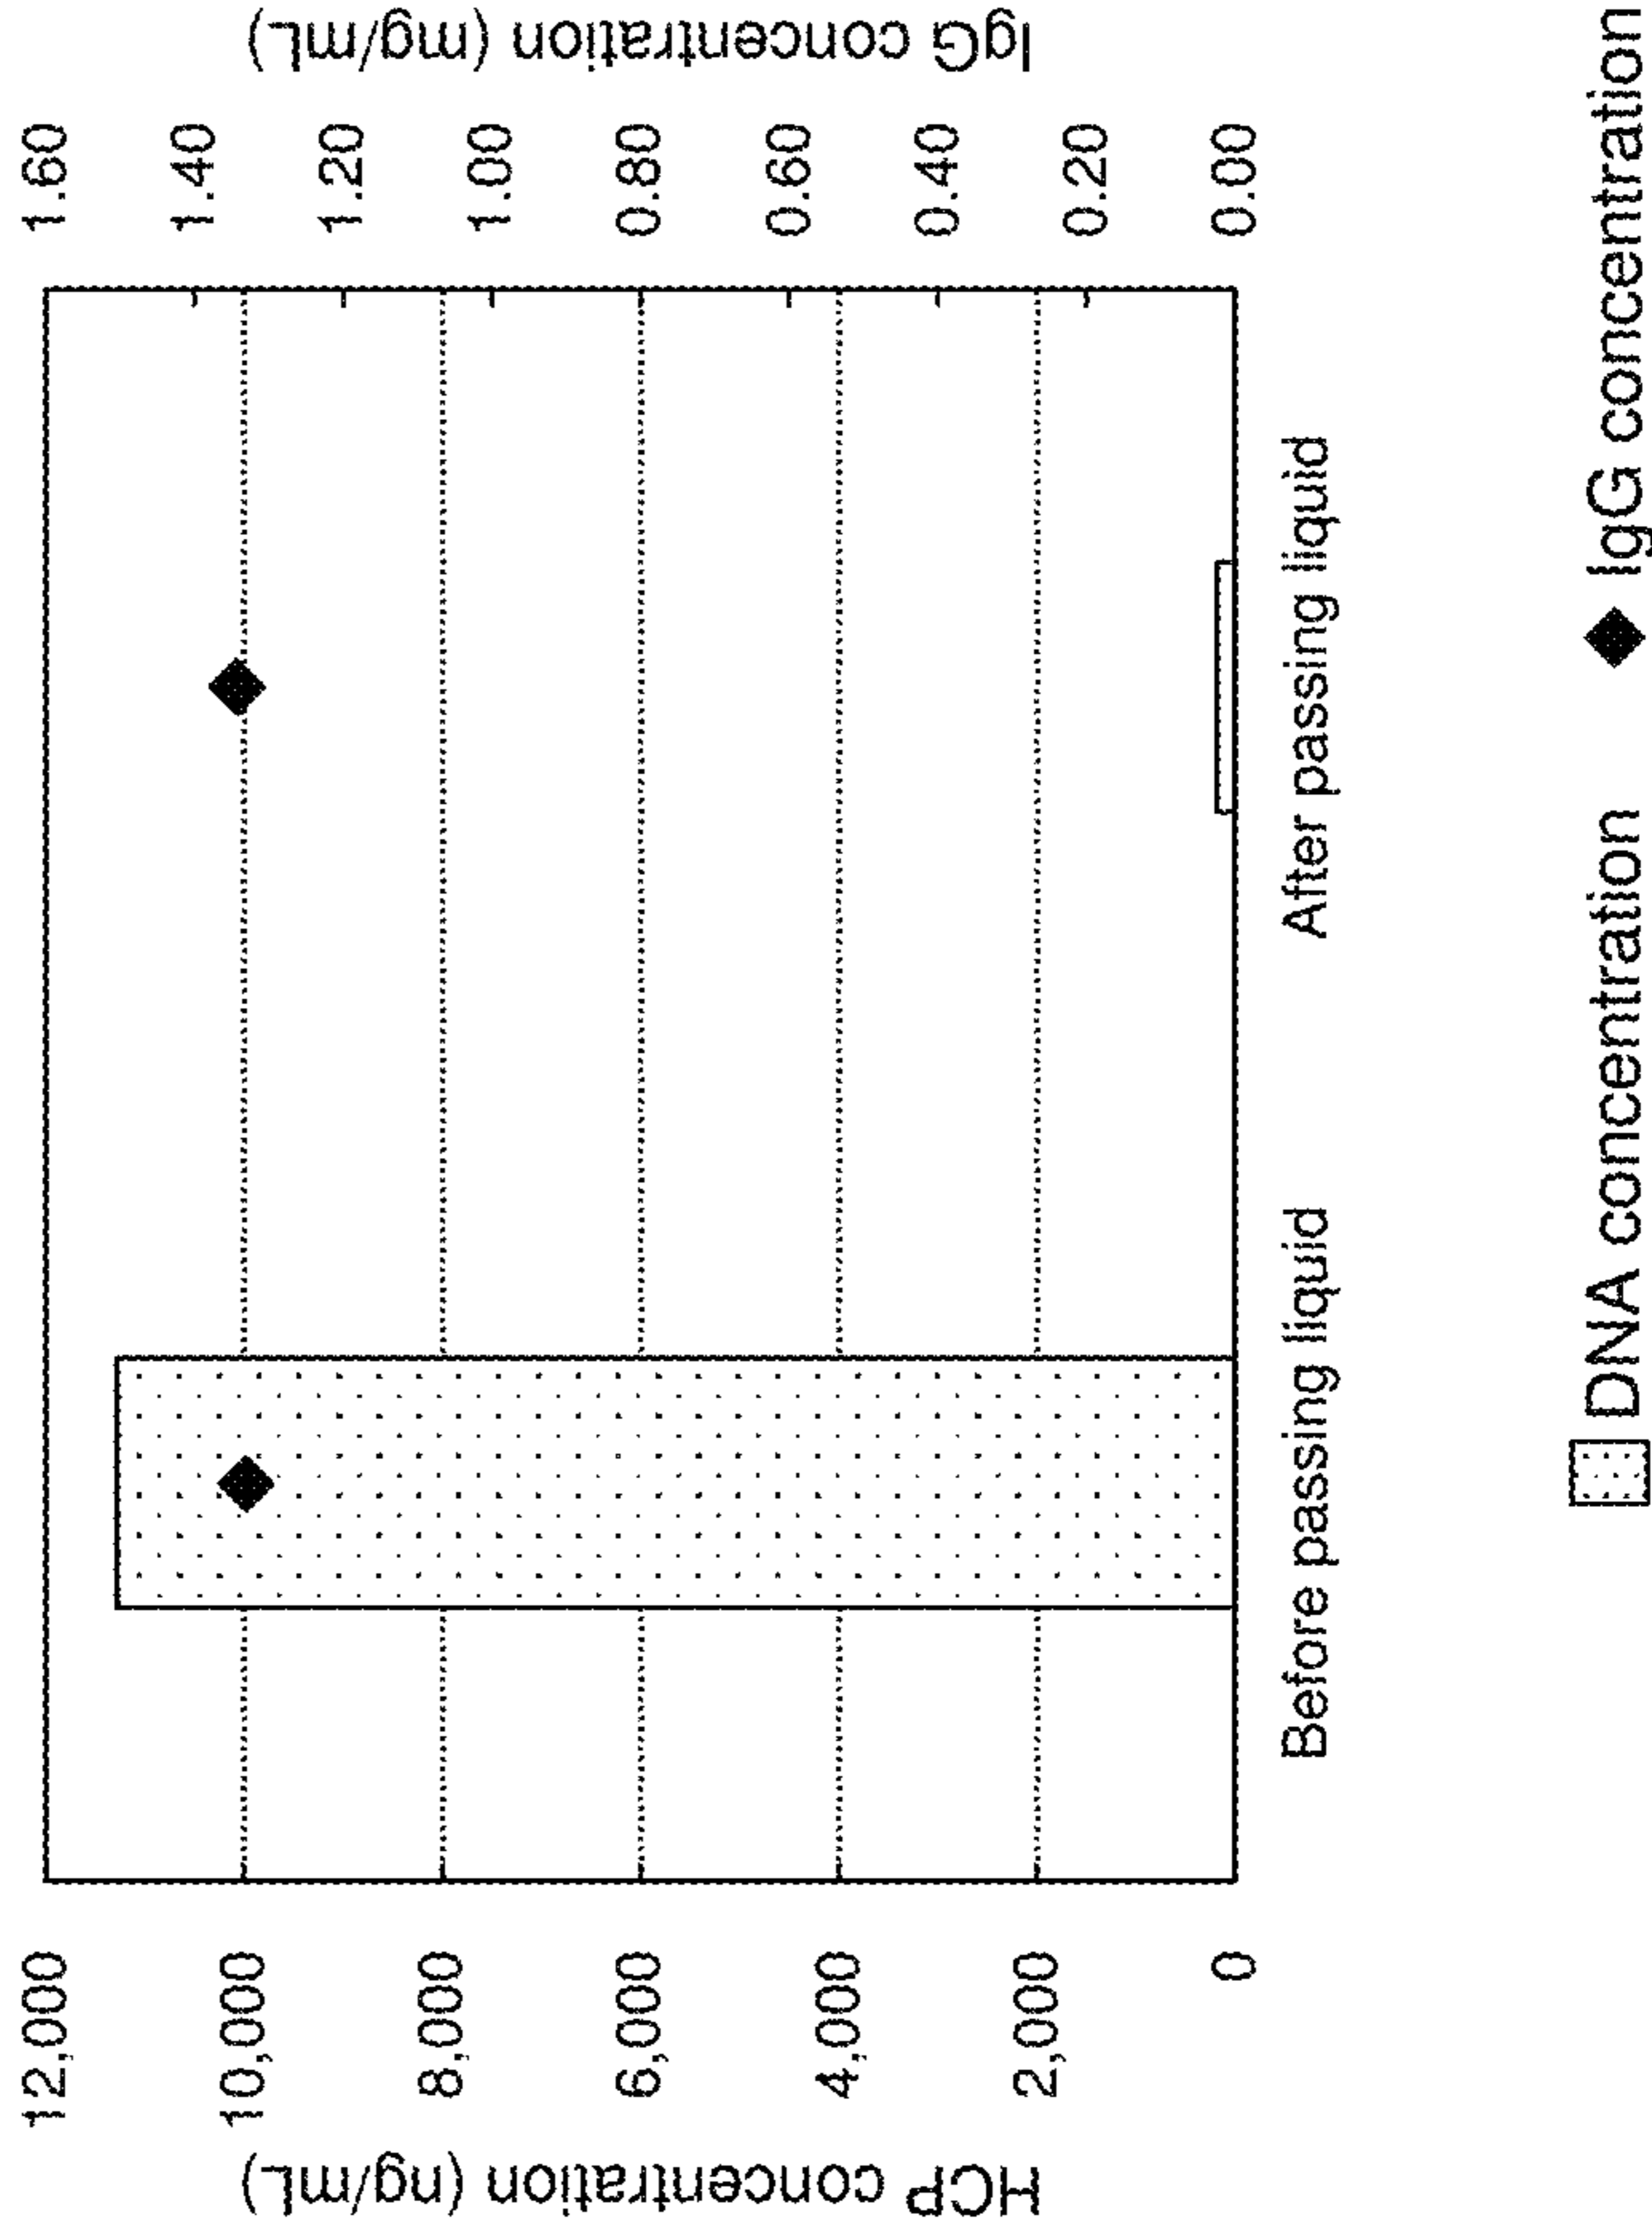 HCP concentration (ng/mL)
12,000
10,000
8,000
6,000
4,000
2,000
0
Before passing liquid
After passing liquid
1.60
1.40
1.20
1.00
0.80
0.60
0.40
0.20
0.00
IgG concentration (mg/mL)
DNA concentration
IgG concentration